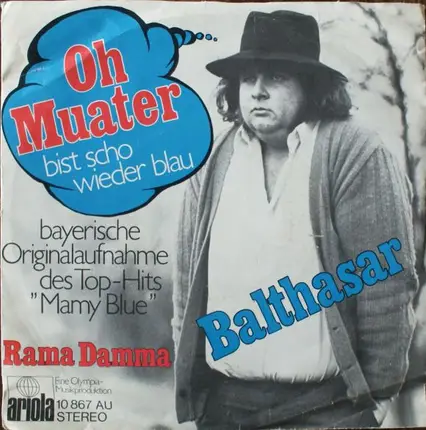 Oh
Muater
bist scho
wieder blau
bayerische
Originalaufnahme
des Top-Hits
"Mamy Blue"
Balthasar
Rama Damma
Eine Olympia-
Musikproduktion
ariola 10 867 AU
STEREO